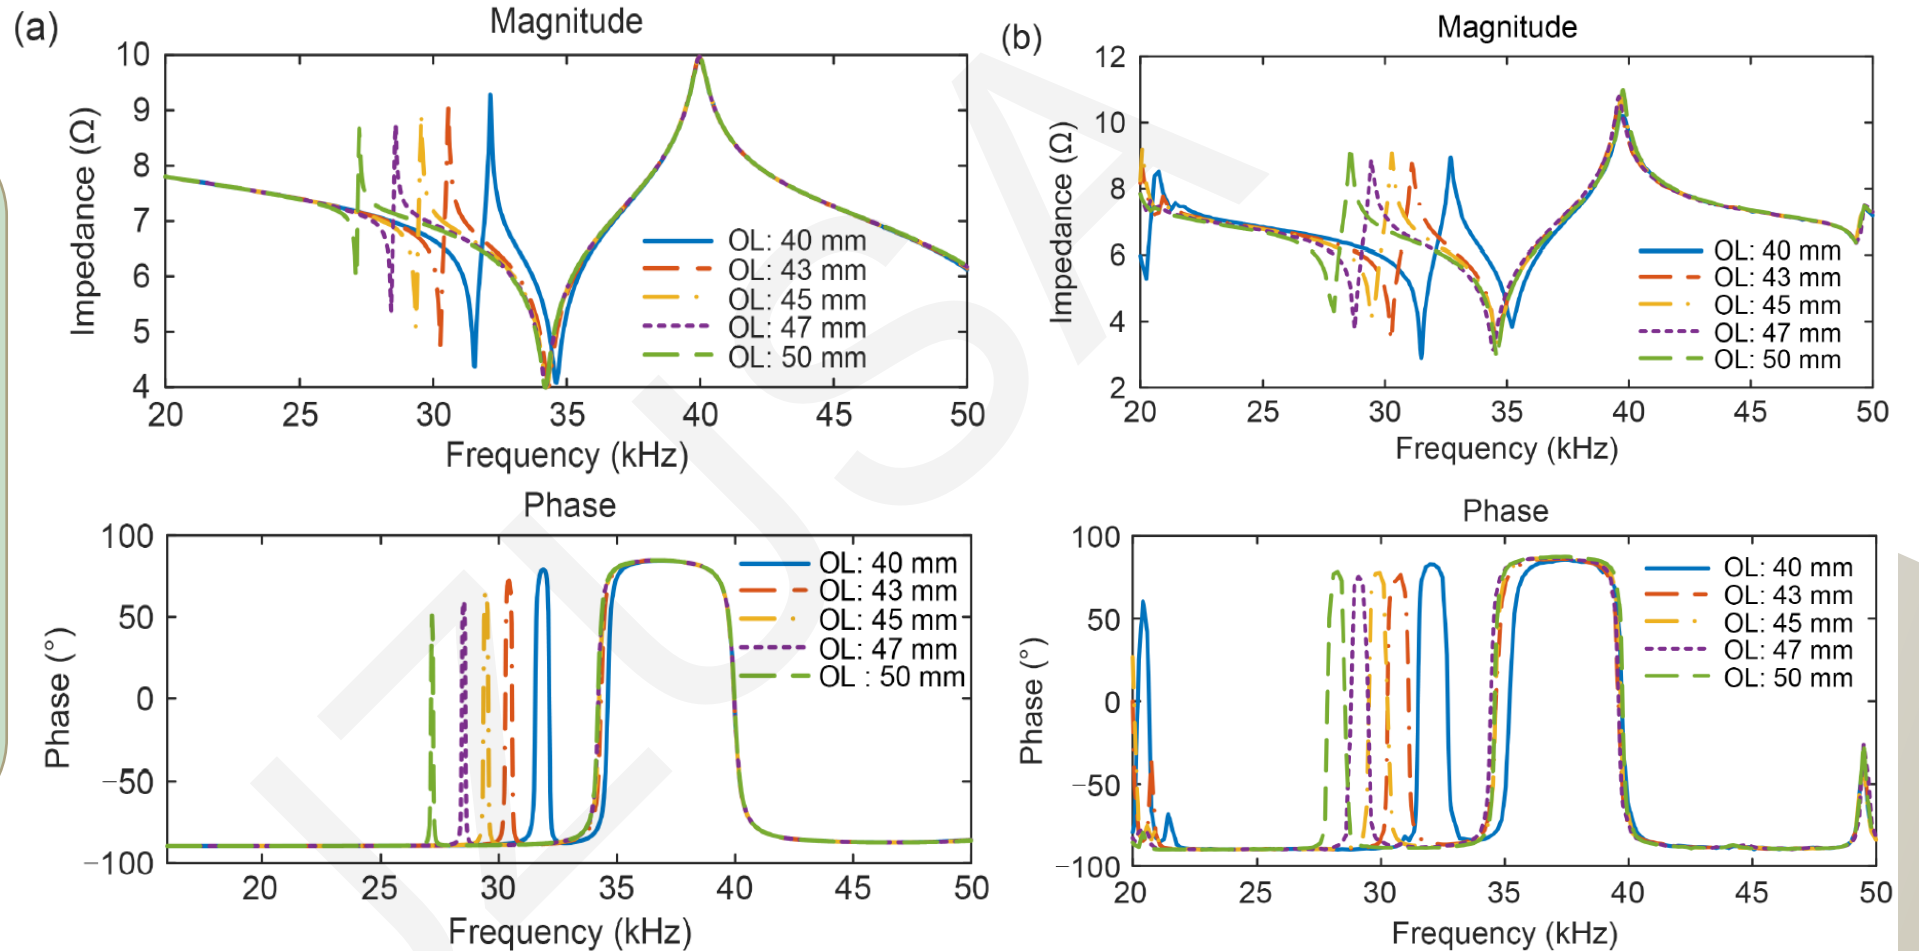 (a)
Magnitude
10
9
8
7
6
5
4
Impedance (Ω)
OL: 40 mm
OL: 43 mm
OL: 45 mm
OL: 47 mm
OL: 50 mm
20 25 30 35 40 45 50
Frequency (kHz)
(b)
Magnitude
12
10
8
6
4
2
Impedance (Ω)
OL: 40 mm
OL: 43 mm
OL: 45 mm
OL: 47 mm
OL: 50 mm
20 25 30 35 40 45 50
Frequency (kHz)
Phase
100
50
0
−50
−100
Phase (°)
OL: 40 mm
OL: 43 mm
OL: 45 mm
OL: 47 mm
OL : 50 mm
20 25 30 35 40 45 50
Frequency (kHz)
Phase
100
50
0
−50
−100
Phase (°)
OL: 40 mm
OL: 43 mm
OL: 45 mm
OL: 47 mm
OL: 50 mm
20 25 30 35 40 45 50
Frequency (kHz)